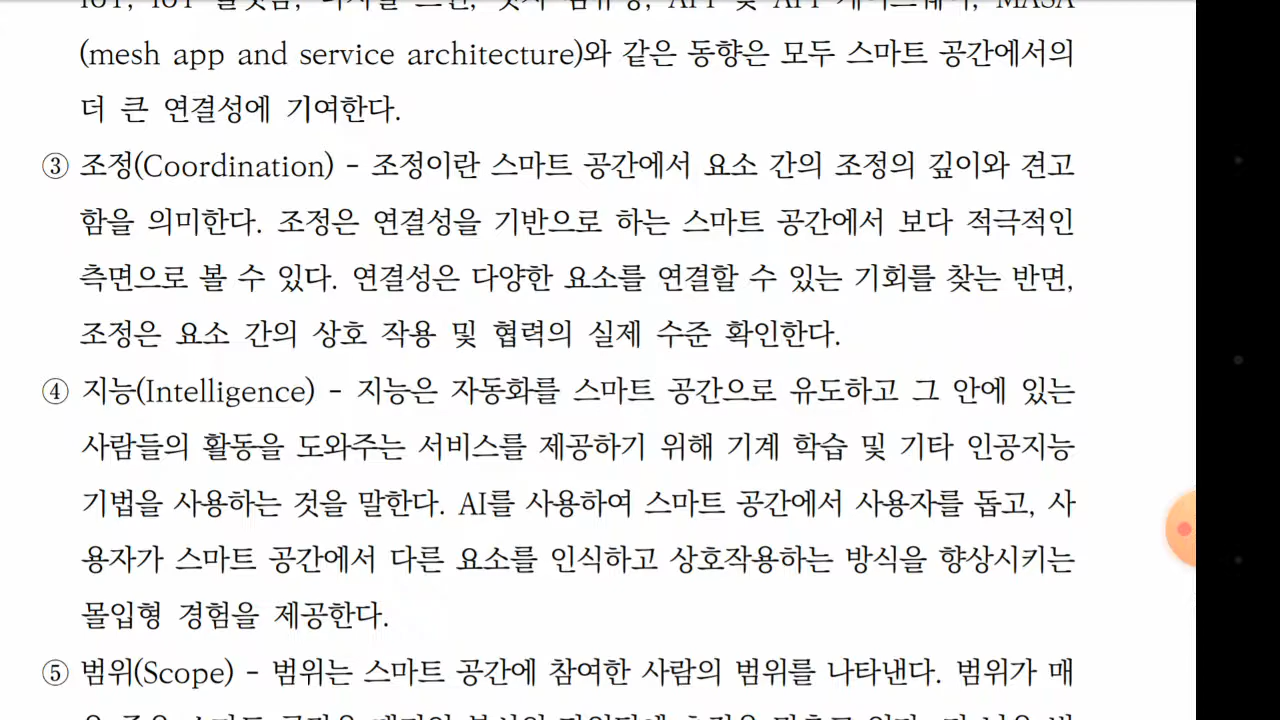 (mesh app and service architecture)와 같은 동향은 모두 스마트 공간에서의
더 큰 연결성에 기여한다.
③ 조정(Coordination) - 조정이란 스마트 공간에서 요소 간의 조정의 깊이와 견고
함을 의미한다. 조정은 연결성을 기반으로 하는 스마트 공간에서 보다 적극적인
측면으로 볼 수 있다. 연결성은 다양한 요소를 연결할 수 있는 기회를 찾는 반면,
조정은 요소 간의 상호 작용 및 협력의 실제 수준 확인한다.
④ 지능(Intelligence) - 지능은 자동화를 스마트 공간으로 유도하고 그 안에 있는
사람들의 활동을 도와주는 서비스를 제공하기 위해 기계 학습 및 기타 인공지능
기법을 사용하는 것을 말한다. AI를 사용하여 스마트 공간에서 사용자를 돕고, 사
용자가 스마트 공간에서 다른 요소를 인식하고 상호작용하는 방식을 향상시키는
몰입형 경험을 제공한다.
⑤ 범위(Scope) - 범위는 스마트 공간에 참여한 사람의 범위를 나타낸다. 범위가 매